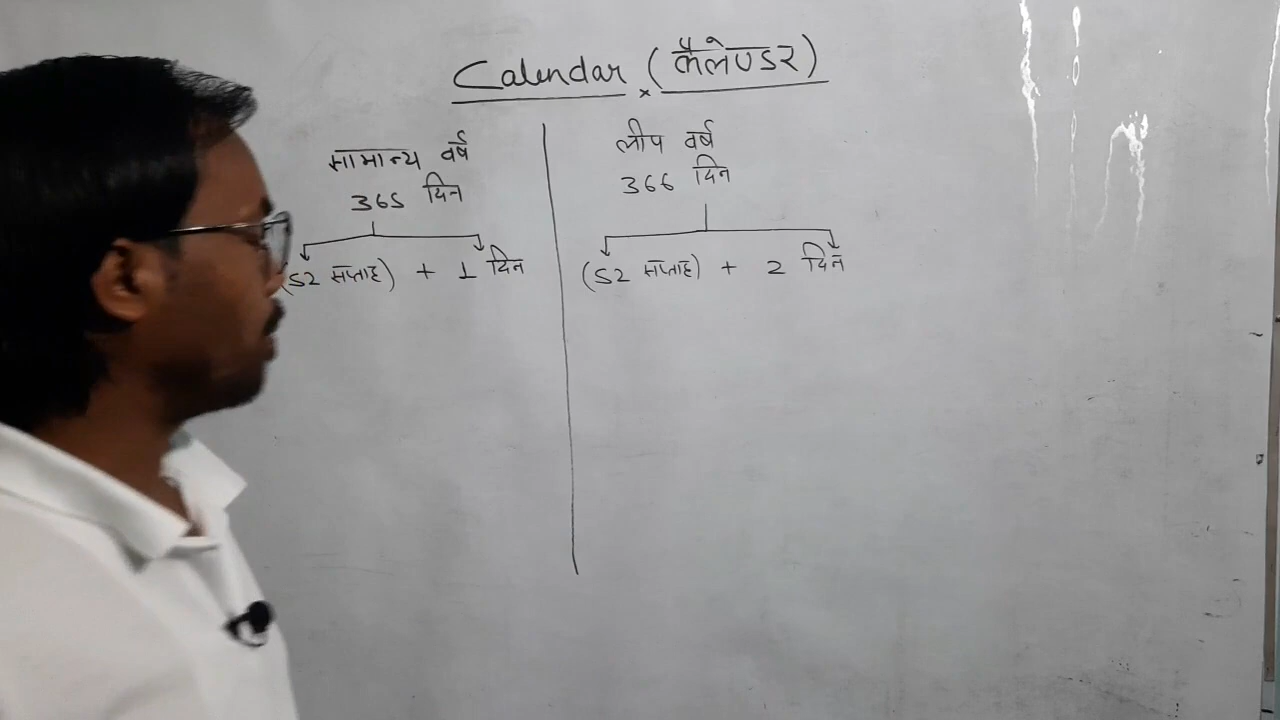 Calendar (कैलेण्डर)
सामान्य वर्ष
365 दिन
(52 सप्ताह) + 1 दिन
लीप वर्ष
366 दिन
(52 सप्ताह) + 2 दिन